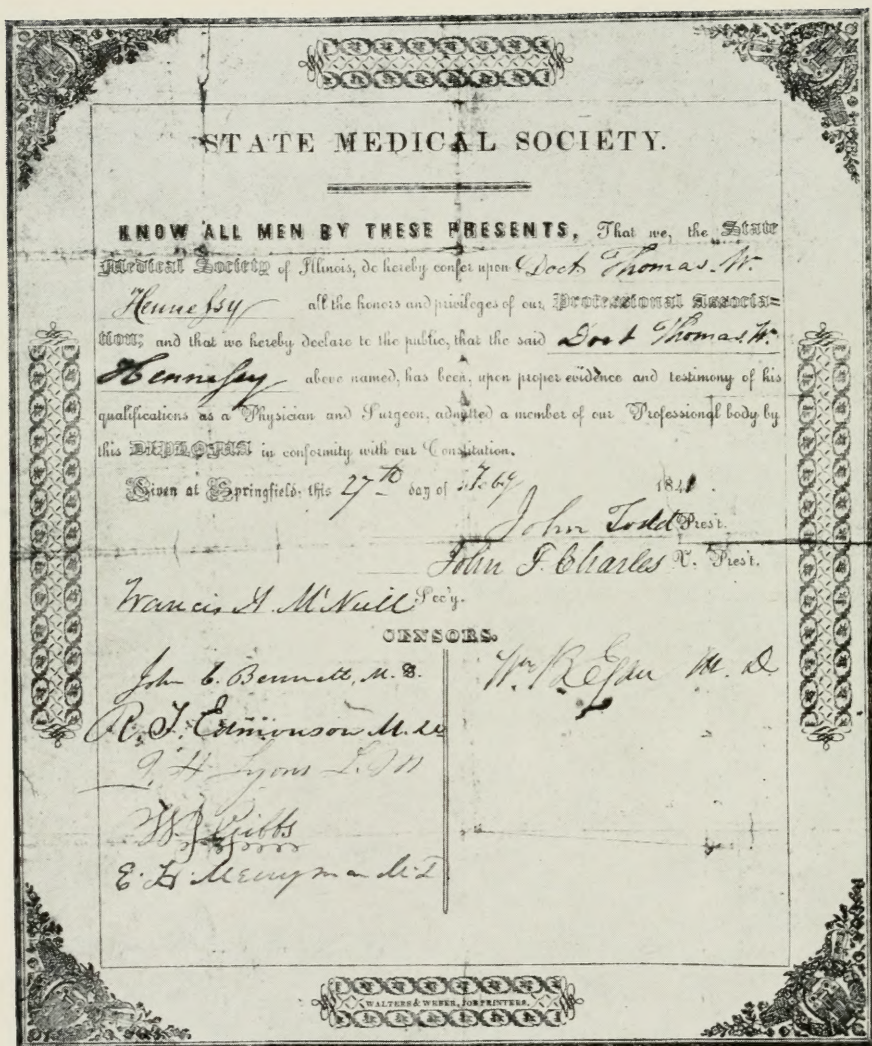 STATE MEDICAL SOCIETY.
KNOW ALL MEN BY THESE PRESENTS, That we, the State
Medical Society of Illinois, do hereby confer upon Doct Thomas. W.
Hennessy all the honors and privileges of our Professional Associa-
tion; and that we hereby declare to the public, that the said Doct Thomas. W.
Hennessy above named, has been, upon proper evidence and testimony of his
qualifications as a Physician and Surgeon, admitted a member of our Professional body by
this DIPLOMA in conformity with our Constitution.
Given at Springfield, this 27th day of Feby 1841.
John Todd Pres't.
John F. Charles V. Pres't.
Francis A. McNeill Sec'y.
CENSORS.
John C. Bennett, M. D.
Wm B Egan M. D
R. F. Edmonson M. D
Lyons
W Gibbs
E. H. Merryman M. D
WALTERS & WEBER, JOB PRINTERS.